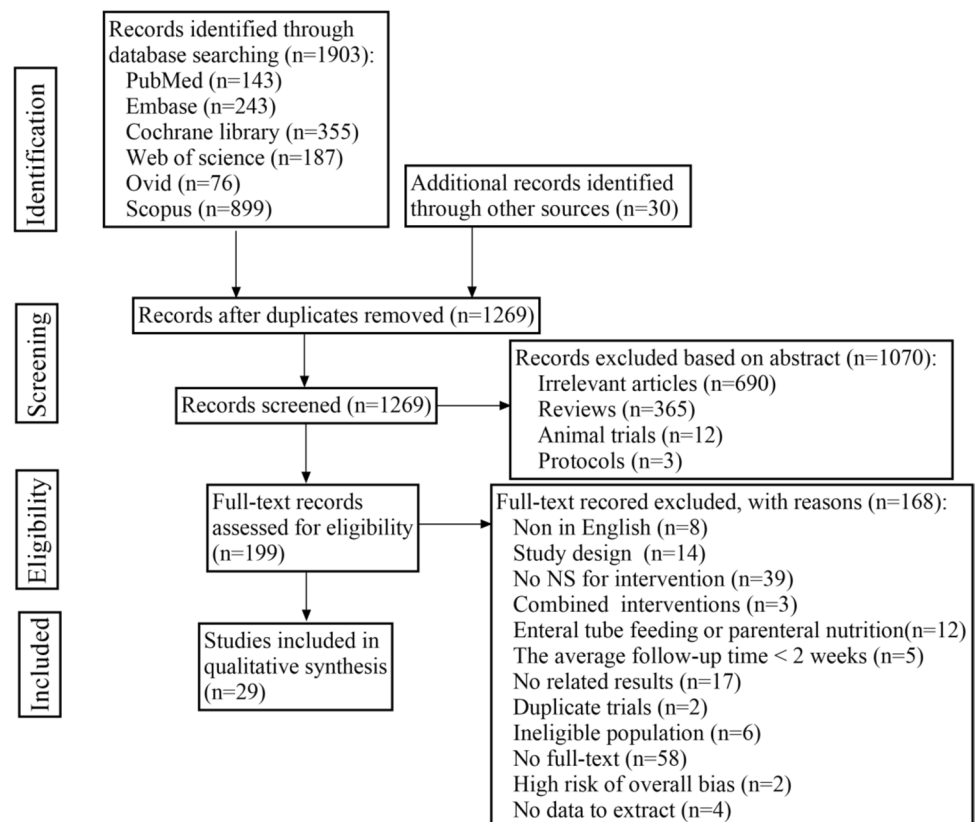 Identification
Records identified through
database searching (n=1903):
PubMed (n=143)
Embase (n=243)
Cochrane library (n=355)
Web of science (n=187)
Ovid (n=76)
Scopus (n=899)
Additional records identified
through other sources (n=30)
Screening
Records after duplicates removed (n=1269)
Records screened (n=1269)
Records excluded based on abstract (n=1070):
Irrelevant articles (n=690)
Reviews (n=365)
Animal trials (n=12)
Protocols (n=3)
Eligibility
Full-text records
assessed for eligibility
(n=199)
Full-text recored excluded, with reasons (n=168):
Non in English (n=8)
Study design (n=14)
No NS for intervention (n=39)
Combined interventions (n=3)
Enteral tube feeding or parenteral nutrition(n=12)
The average follow-up time < 2 weeks (n=5)
No related results (n=17)
Duplicate trials (n=2)
Ineligible population (n=6)
No full-text (n=58)
High risk of overall bias (n=2)
No data to extract (n=4)
Included
Studies included in
qualitative synthesis
(n=29)